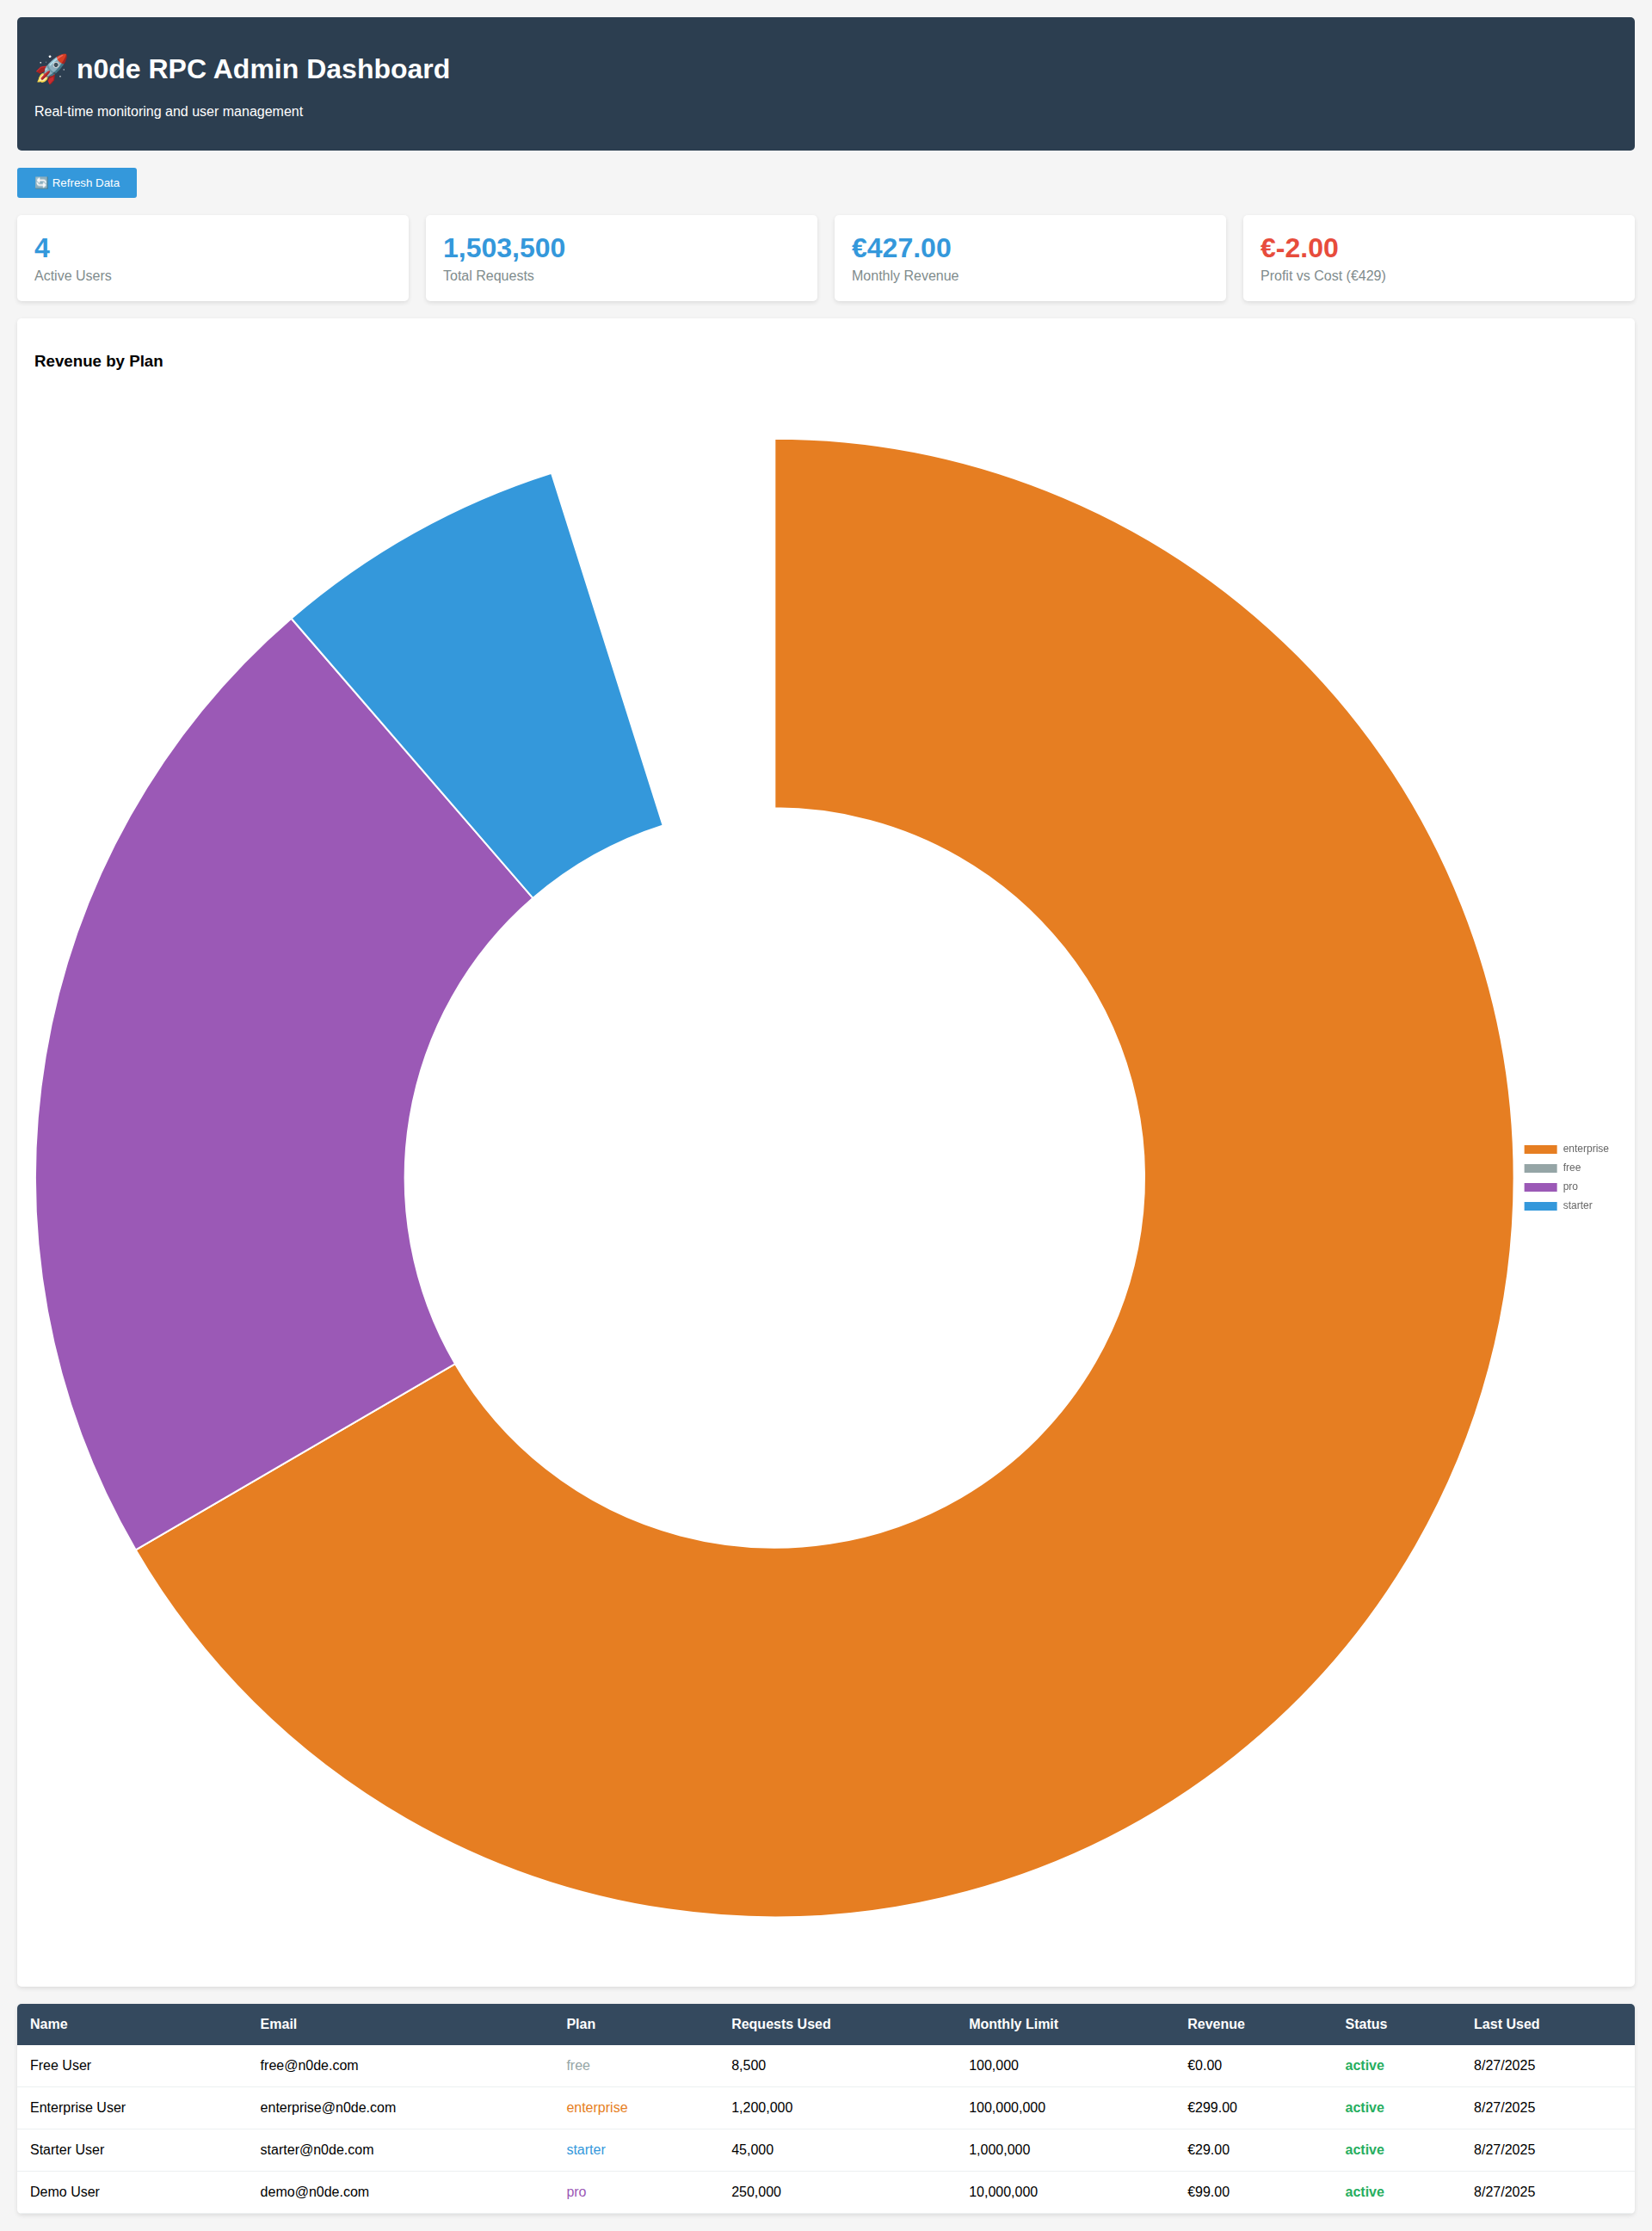 🚀 n0de RPC Admin Dashboard
Real-time monitoring and user management
🔄 Refresh Data
4
Active Users
1,503,500
Total Requests
€427.00
Monthly Revenue
€-2.00
Profit vs Cost (€429)
Revenue by Plan
enterprise
free
pro
starter
Name Email Plan Requests Used Monthly Limit Revenue Status Last Used
Free User free@n0de.com free 8,500 100,000 €0.00 active 8/27/2025
Enterprise User enterprise@n0de.com enterprise 1,200,000 100,000,000 €299.00 active 8/27/2025
Starter User starter@n0de.com starter 45,000 1,000,000 €29.00 active 8/27/2025
Demo User demo@n0de.com pro 250,000 10,000,000 €99.00 active 8/27/2025